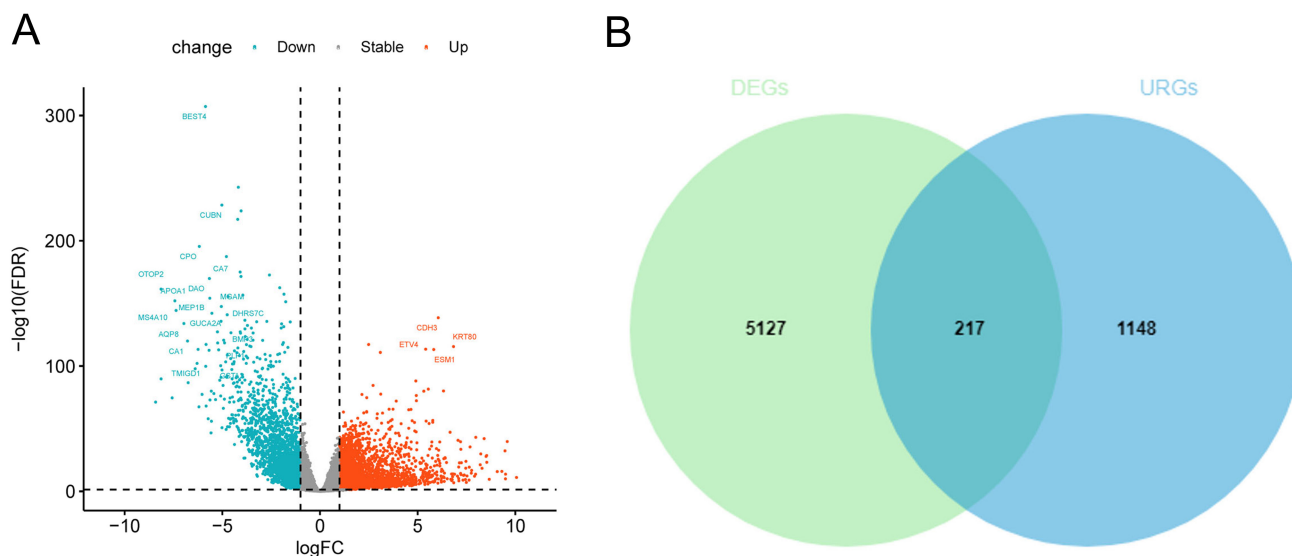 A
B
change Down Stable Up
DEGs
URGs
−log10(FDR)
300
200
100
0
BEST4
CUBN
CPO
CA7
OTOP2
APOA1
DAO
MEP1B
MS4A10
GUCA2A
DHRS7C
AQP8
CA1
TMIGD1
CDH3
KRT80
ETV4
ESM1
−10
−5
0
5
10
logFC
5127
217
1148